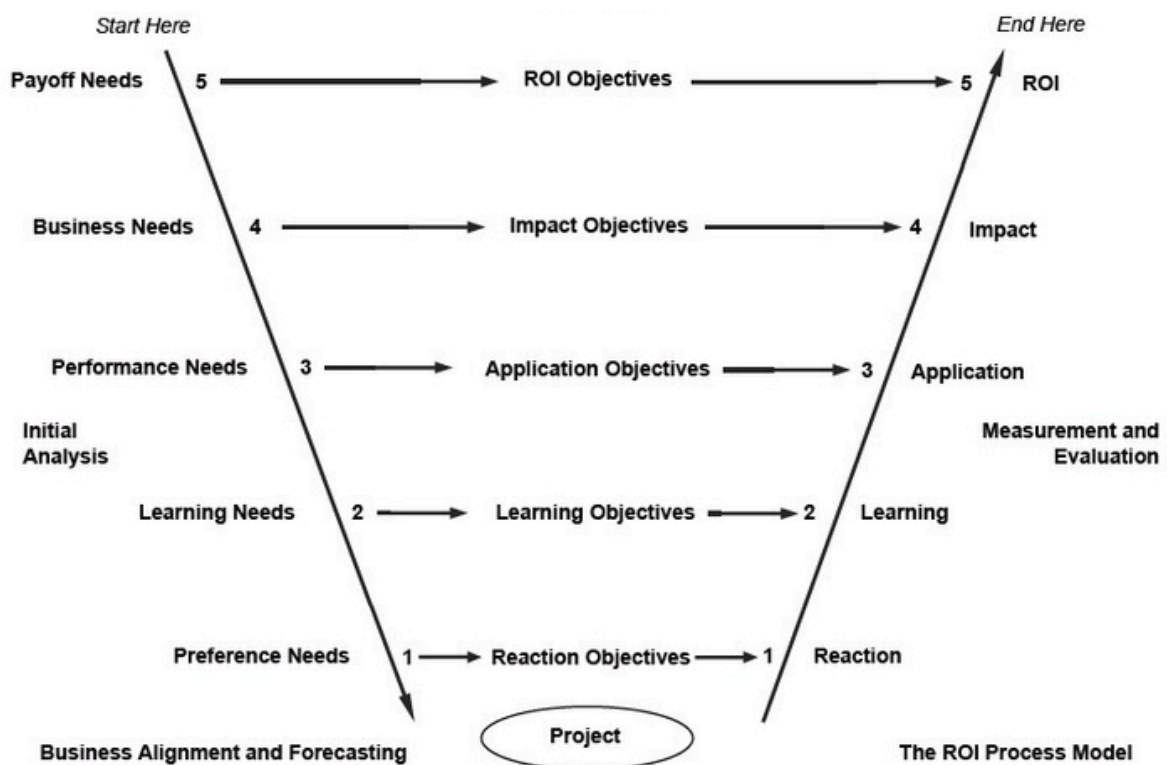 Start Here
End Here
Payoff Needs 5 ROI Objectives 5 ROI
Business Needs 4 Impact Objectives 4 Impact
Performance Needs 3 Application Objectives 3 Application
Initial
Analysis
Measurement and
Evaluation
Learning Needs 2 Learning Objectives 2 Learning
Preference Needs 1 Reaction Objectives 1 Reaction
Project
Business Alignment and Forecasting
The ROI Process Model